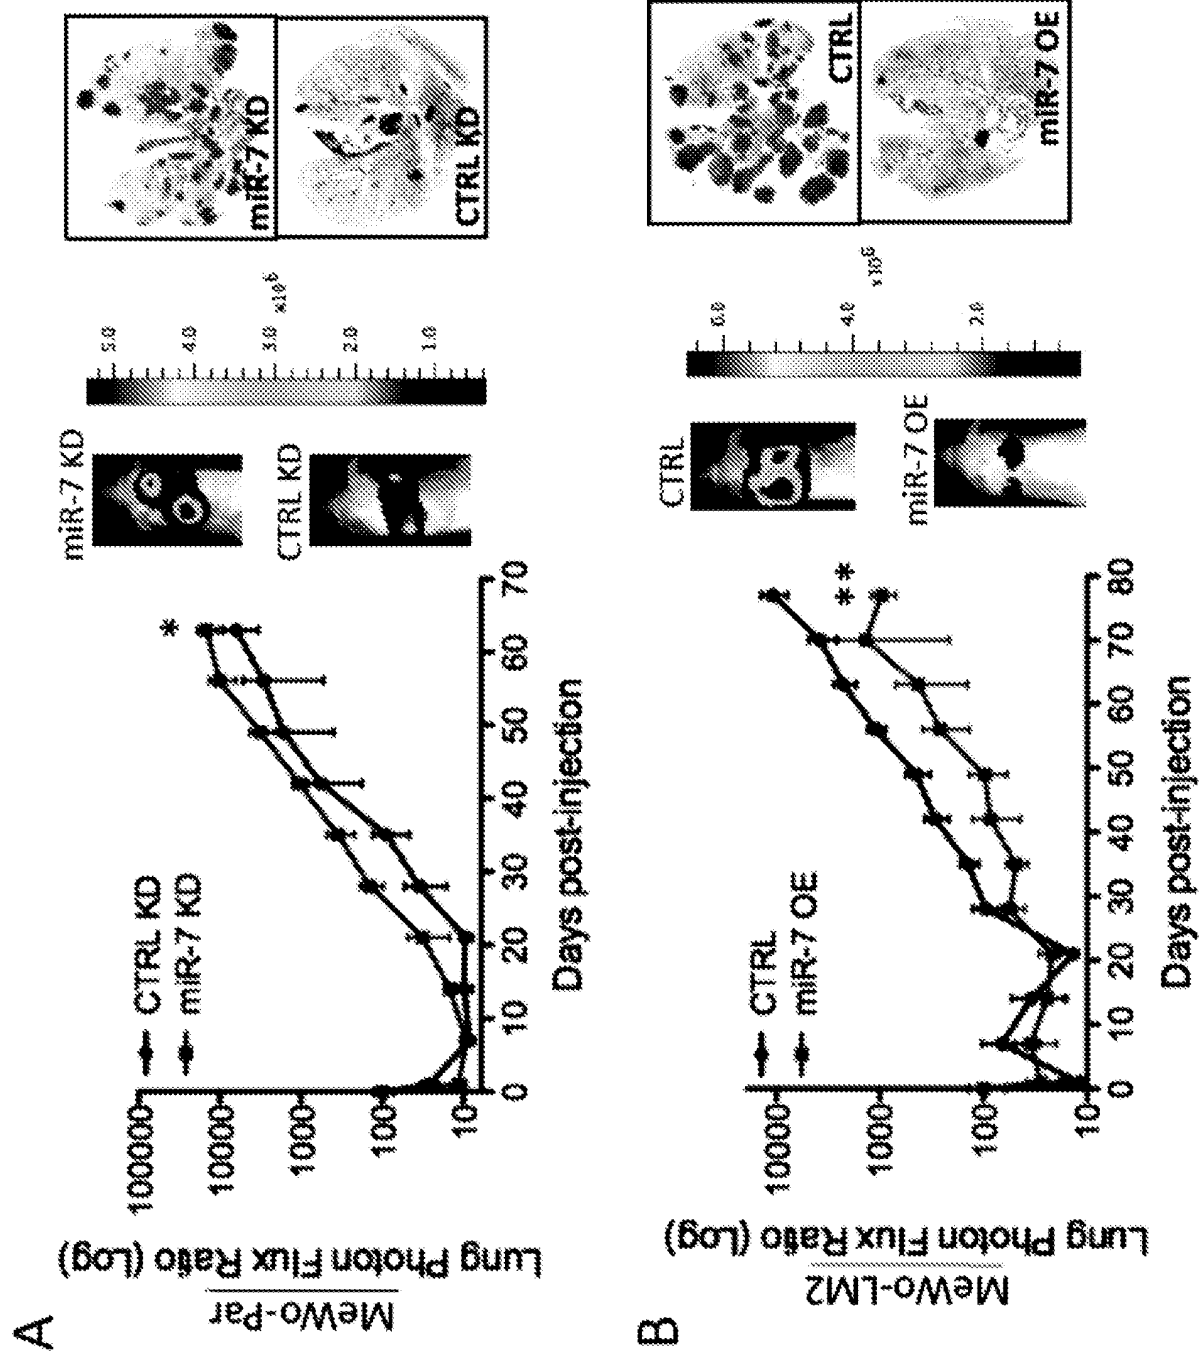 A
MeWo-Par
Lung Photon Flux Ratio (Log)
100000
10000
1000
100
10
CTRL KD
miR-7 KD
*
0 10 20 30 40 50 60 70
Days post-injection
miR-7 KD
CTRL KD
5.0
4.0
3.0
2.0
1.0
miR-7 KD
CTRL KD
B
MeWo-LM2
Lung Photon Flux Ratio (Log)
10000
1000
100
10
CTRL
miR-7 OE
**
0 10 20 30 40 50 60 70 80
Days post-injection
CTRL
miR-7 OE
6.0
4.0
2.0
CTRL
miR-7 OE